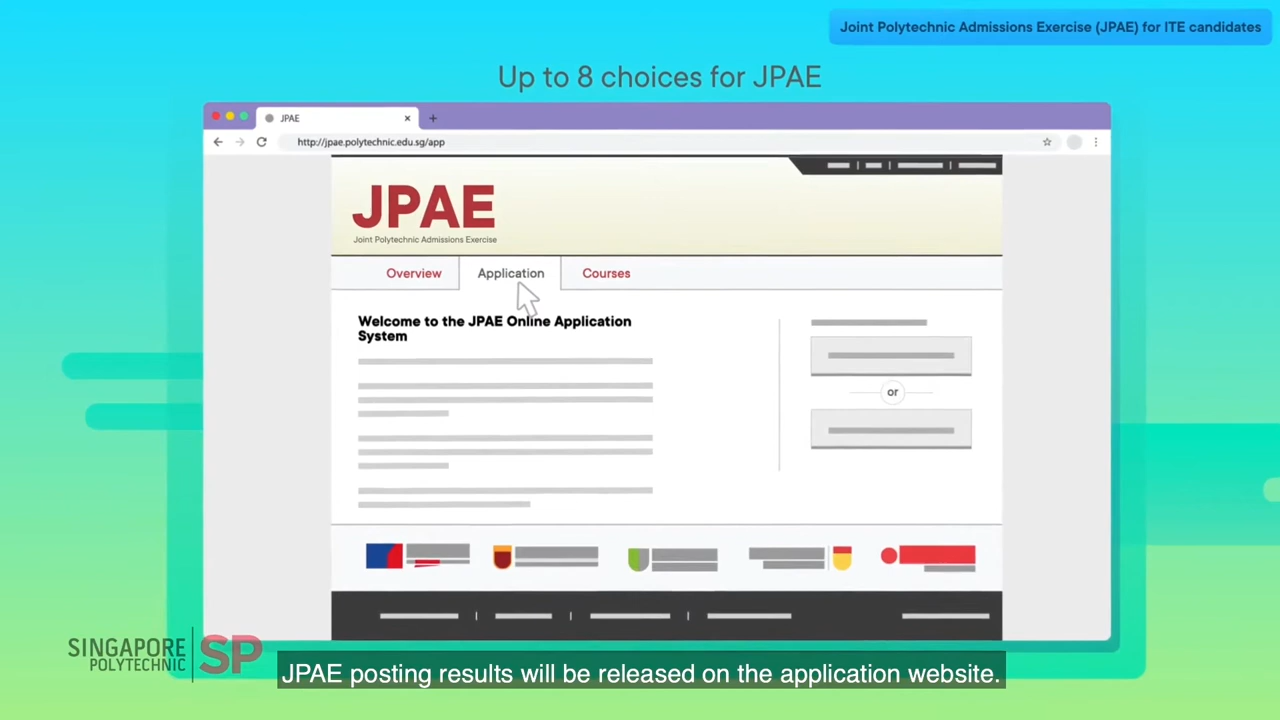 Joint Polytechnic Admissions Exercise (JPAE) for ITE candidates
Up to 8 choices for JPAE
JPAE
http://jpae.polytechnic.edu.sg/app
JPAE
Joint Polytechnic Admissions Exercise
Overview
Application
Courses
Welcome to the JPAE Online Application
System
or
SINGAPORE
POLYTECHNIC
SP
JPAE posting results will be released on the application website.